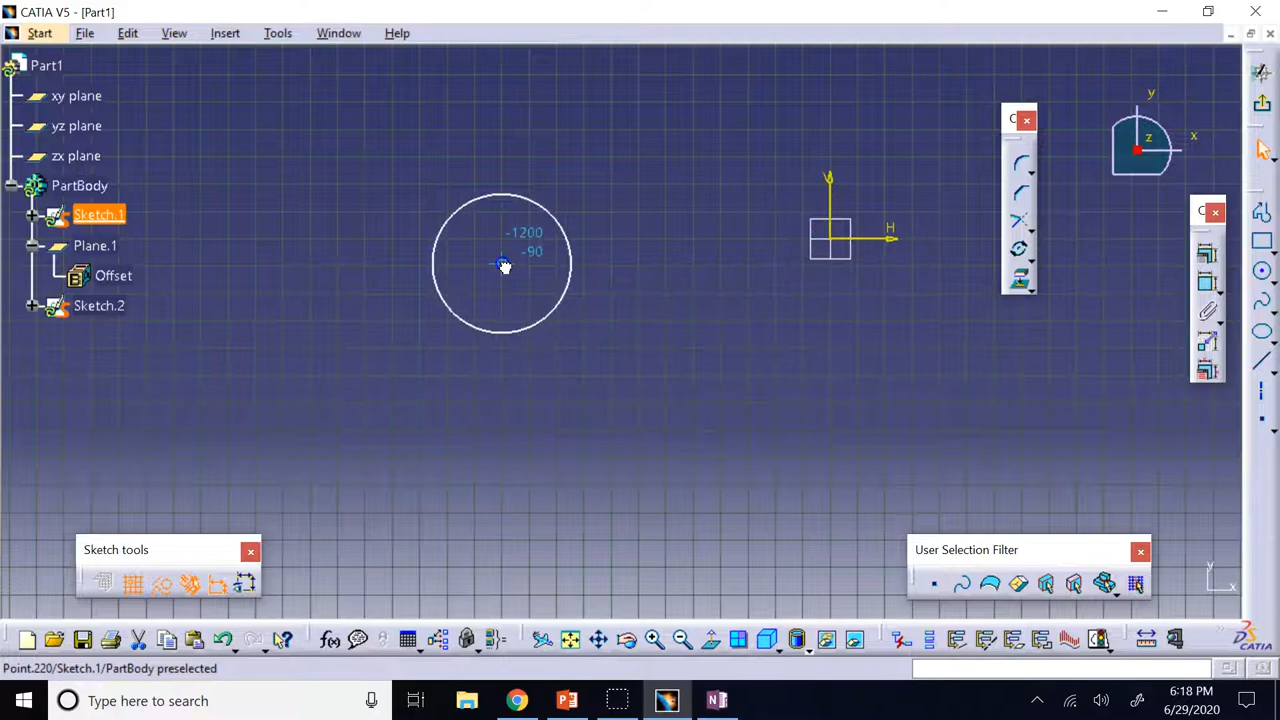 CATIA V5 - [Part1]
Start File Edit View Insert Tools Window Help
Part1
xy plane
yz plane
zx plane
PartBody
Sketch.1
Plane.1
Offset
Sketch.2
-1200
-90
V
H
C
y
x
z
C
Sketch tools
User Selection Filter
y
x
f(x)
CATIA
Point.220/Sketch.1/PartBody preselected
Type here to search
6:18 PM
6/29/2020